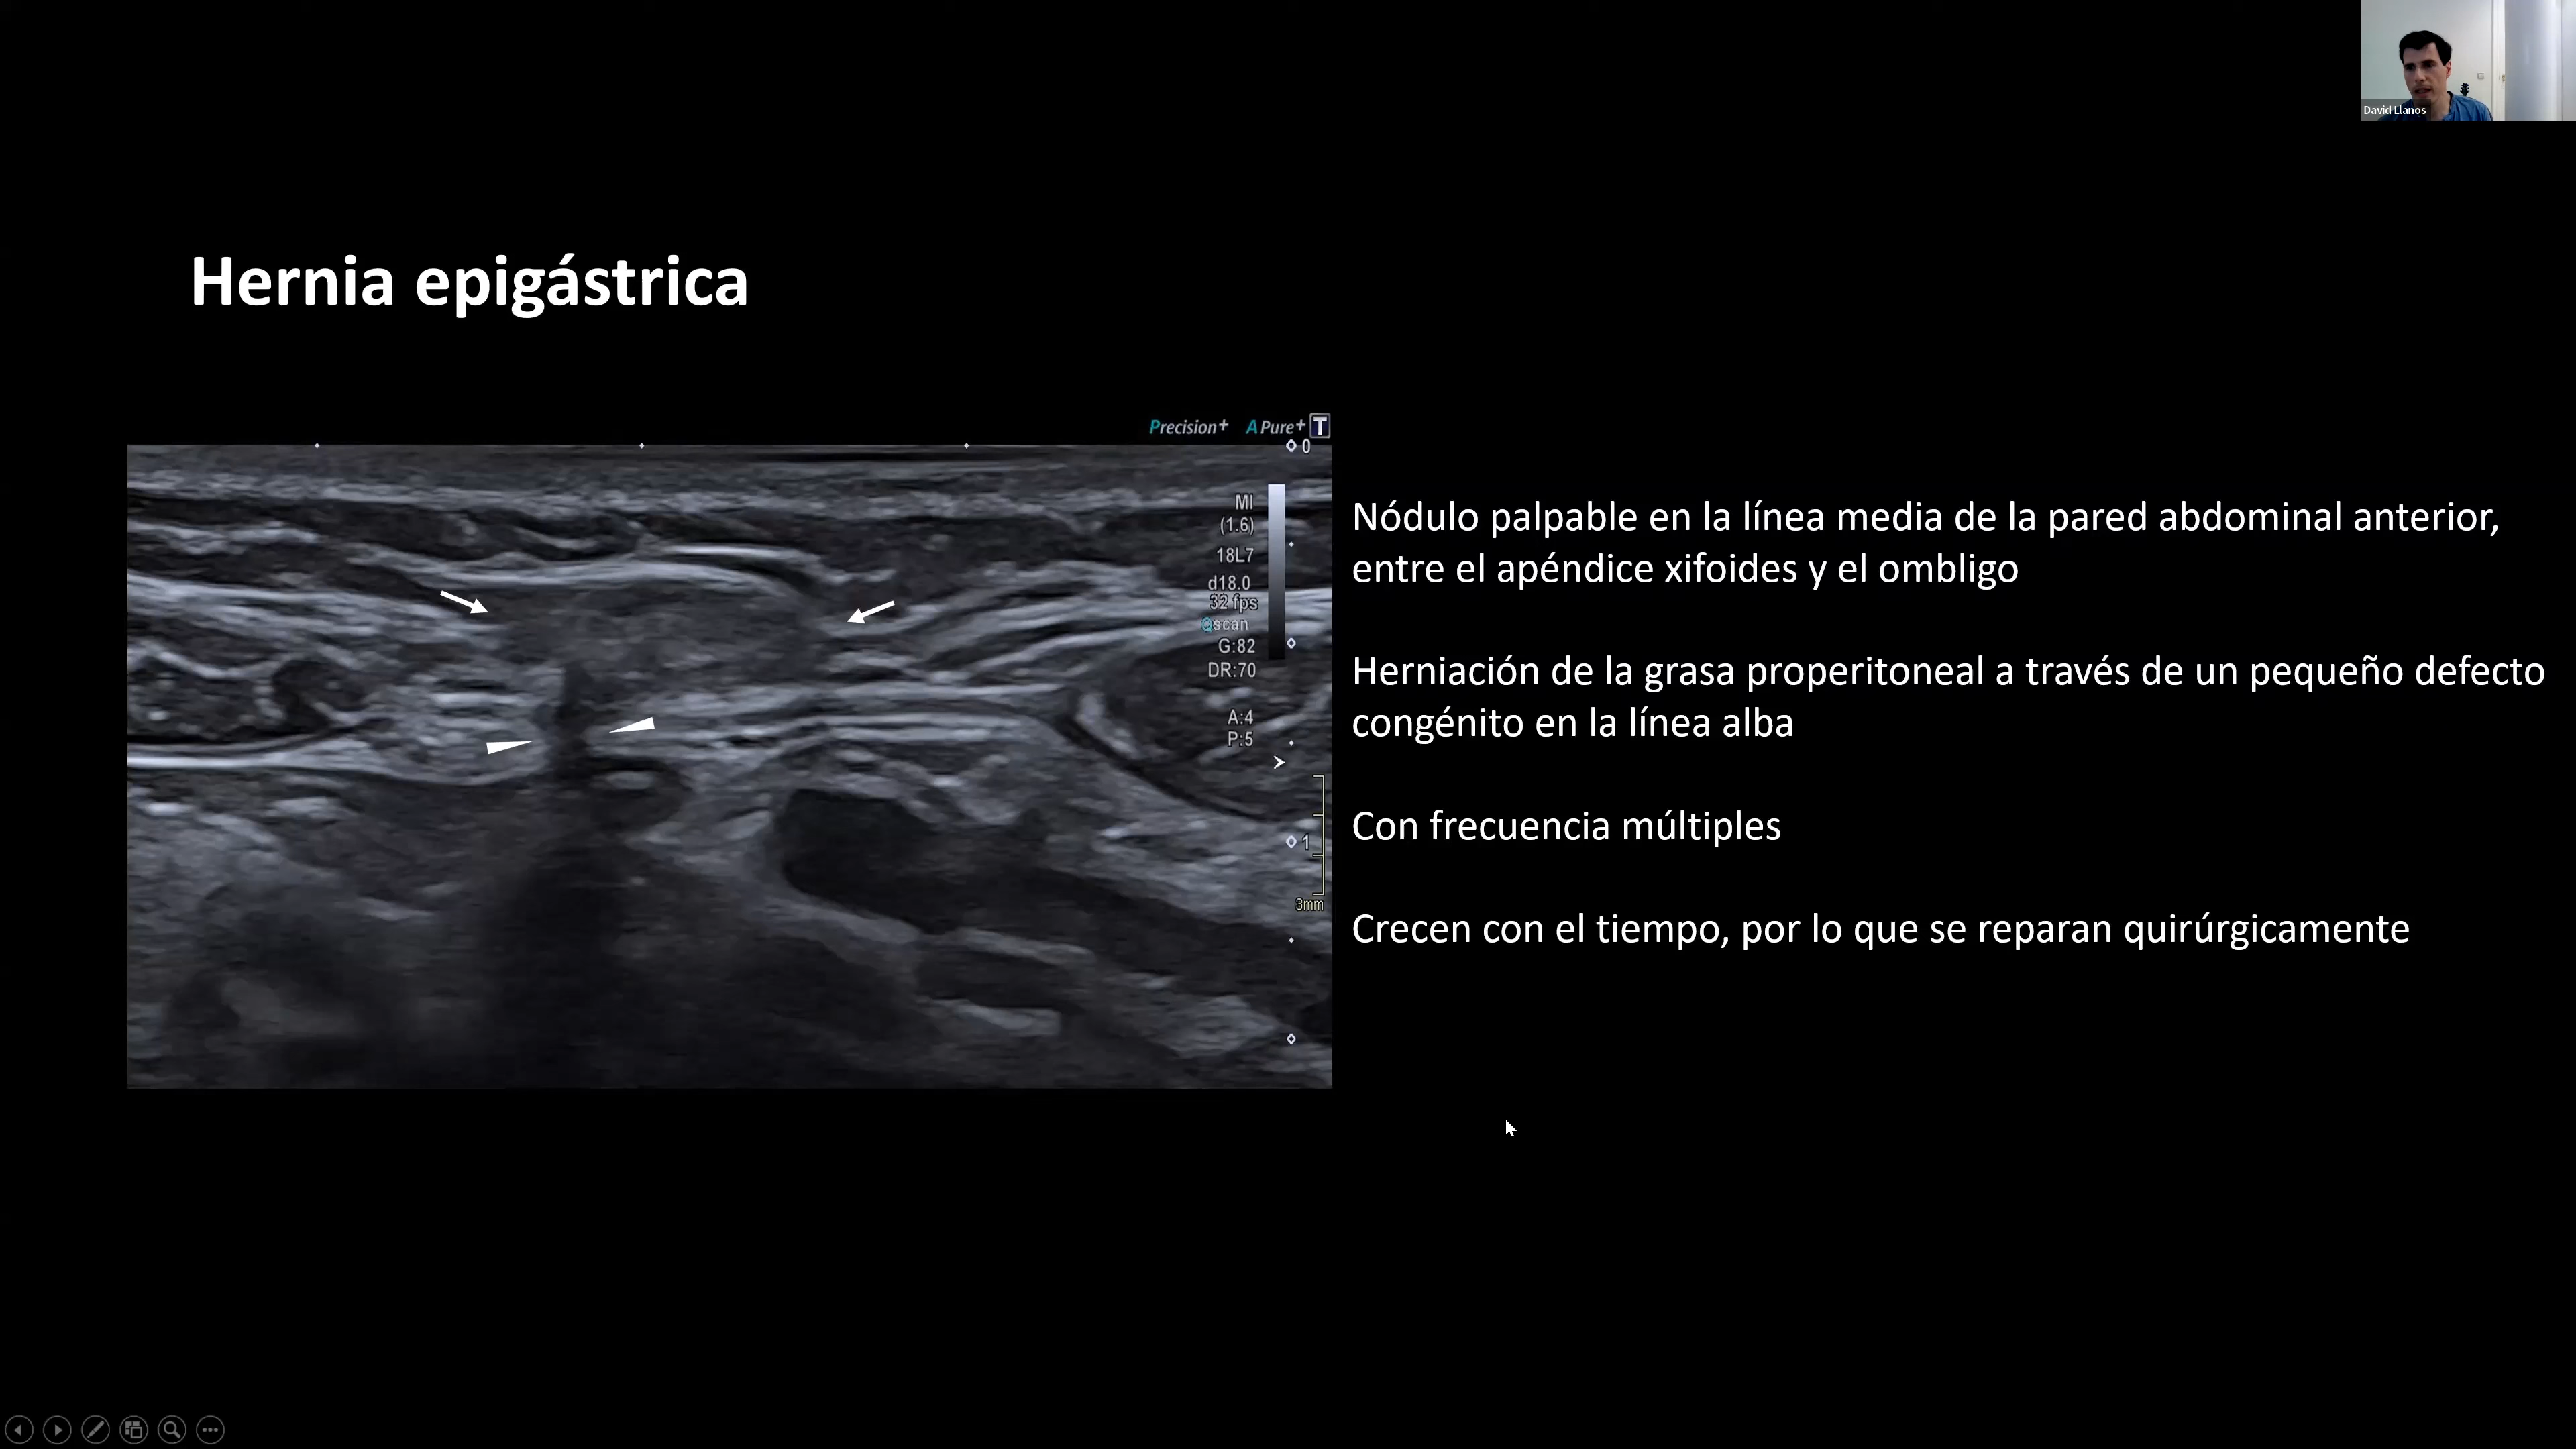 David Llanos
Hernia epigástrica
Precision+ APure+ T
0
MI
(1.6)
18L7
d18.0
32 fps
Qscan
G:82
DR:70
A:4
P:5
1
3mm
Nódulo palpable en la línea media de la pared abdominal anterior,
entre el apéndice xifoides y el ombligo
Herniación de la grasa properitoneal a través de un pequeño defecto
congénito en la línea alba
Con frecuencia múltiples
Crecen con el tiempo, por lo que se reparan quirúrgicamente